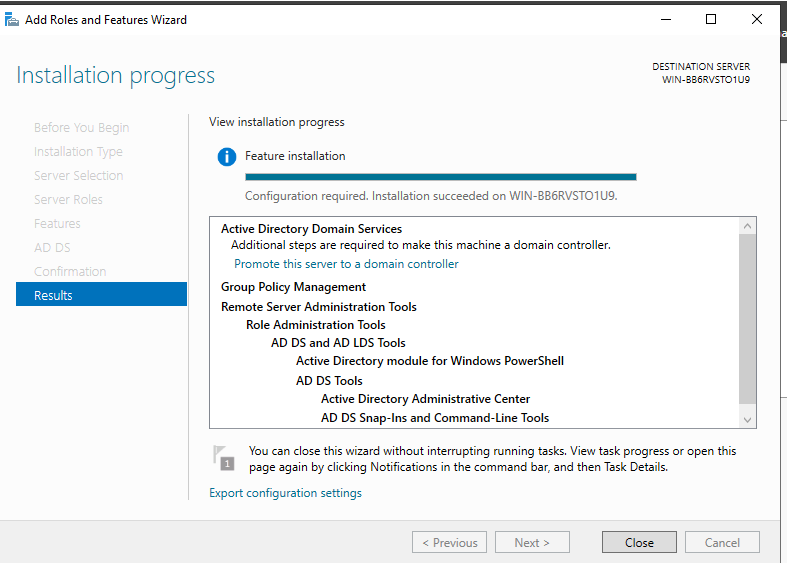 Add Roles and Features Wizard
Installation progress
DESTINATION SERVER
WIN-BB6RVSTO1U9
Before You Begin
Installation Type
Server Selection
Server Roles
Features
AD DS
Confirmation
Results
View installation progress
Feature installation
Configuration required. Installation succeeded on WIN-BB6RVSTO1U9.
Active Directory Domain Services
Additional steps are required to make this machine a domain controller.
Promote this server to a domain controller
Group Policy Management
Remote Server Administration Tools
Role Administration Tools
AD DS and AD LDS Tools
Active Directory module for Windows PowerShell
AD DS Tools
Active Directory Administrative Center
AD DS Snap-Ins and Command-Line Tools
1
You can close this wizard without interrupting running tasks. View task progress or open this
page again by clicking Notifications in the command bar, and then Task Details.
Export configuration settings
< Previous
Next >
Close
Cancel